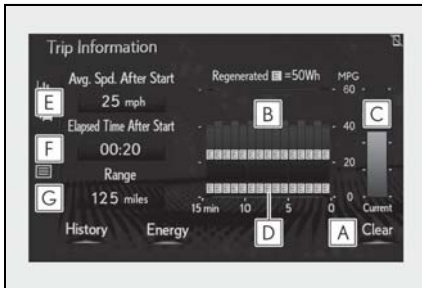 Trip Information
Avg. Spd. After Start
25 mph
Elapsed Time After Start
00:20
Range
125 miles
Regenerated E =50Wh
MPG
60
40
20
0
15 min 10 5 0
Current
History
Energy
Clear
A
B
C
D
E
F
G